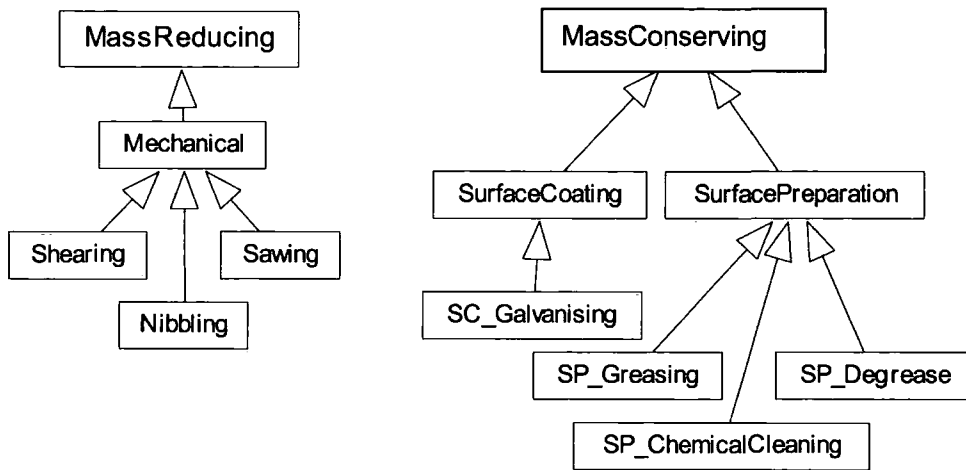 MassReducing
Mechanical
Shearing
Sawing
Nibbling
MassConserving
SurfaceCoating
SurfacePreparation
SC_Galvanising
SP_Greasing
SP_Degrease
SP_ChemicalCleaning